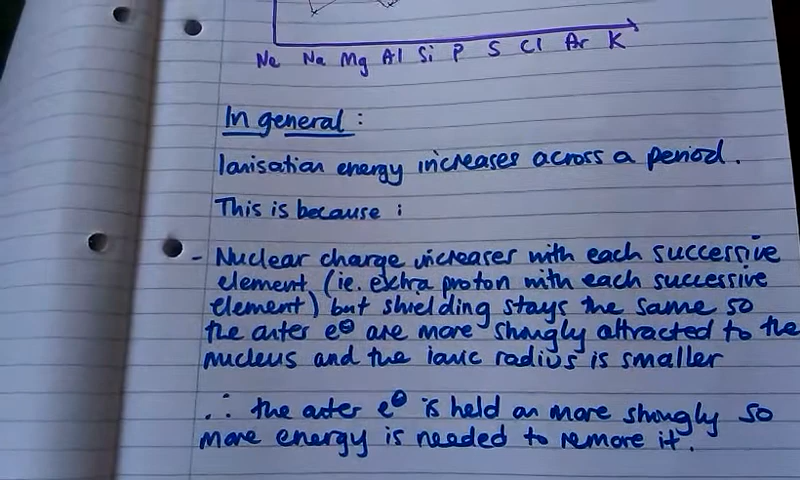 Ne Na Mg Al Si P S Cl Ar K
In general :
Ionisation energy increases across a period.
This is because :
- Nuclear charge increases with each successive
element (ie. extra proton with each successive
element) but shielding stays the same so
the outer e⊖ are more strongly attracted to the
nucleus and the ionic radius is smaller
∴ the outer e⊖ is held on more strongly so
more energy is needed to remove it.